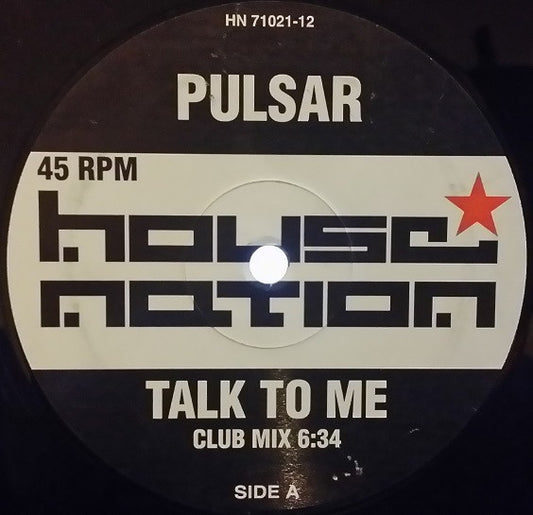 HN 71021-12
PULSAR
45 RPM
house
nation
TALK TO ME
CLUB MIX 6:34
SIDE A